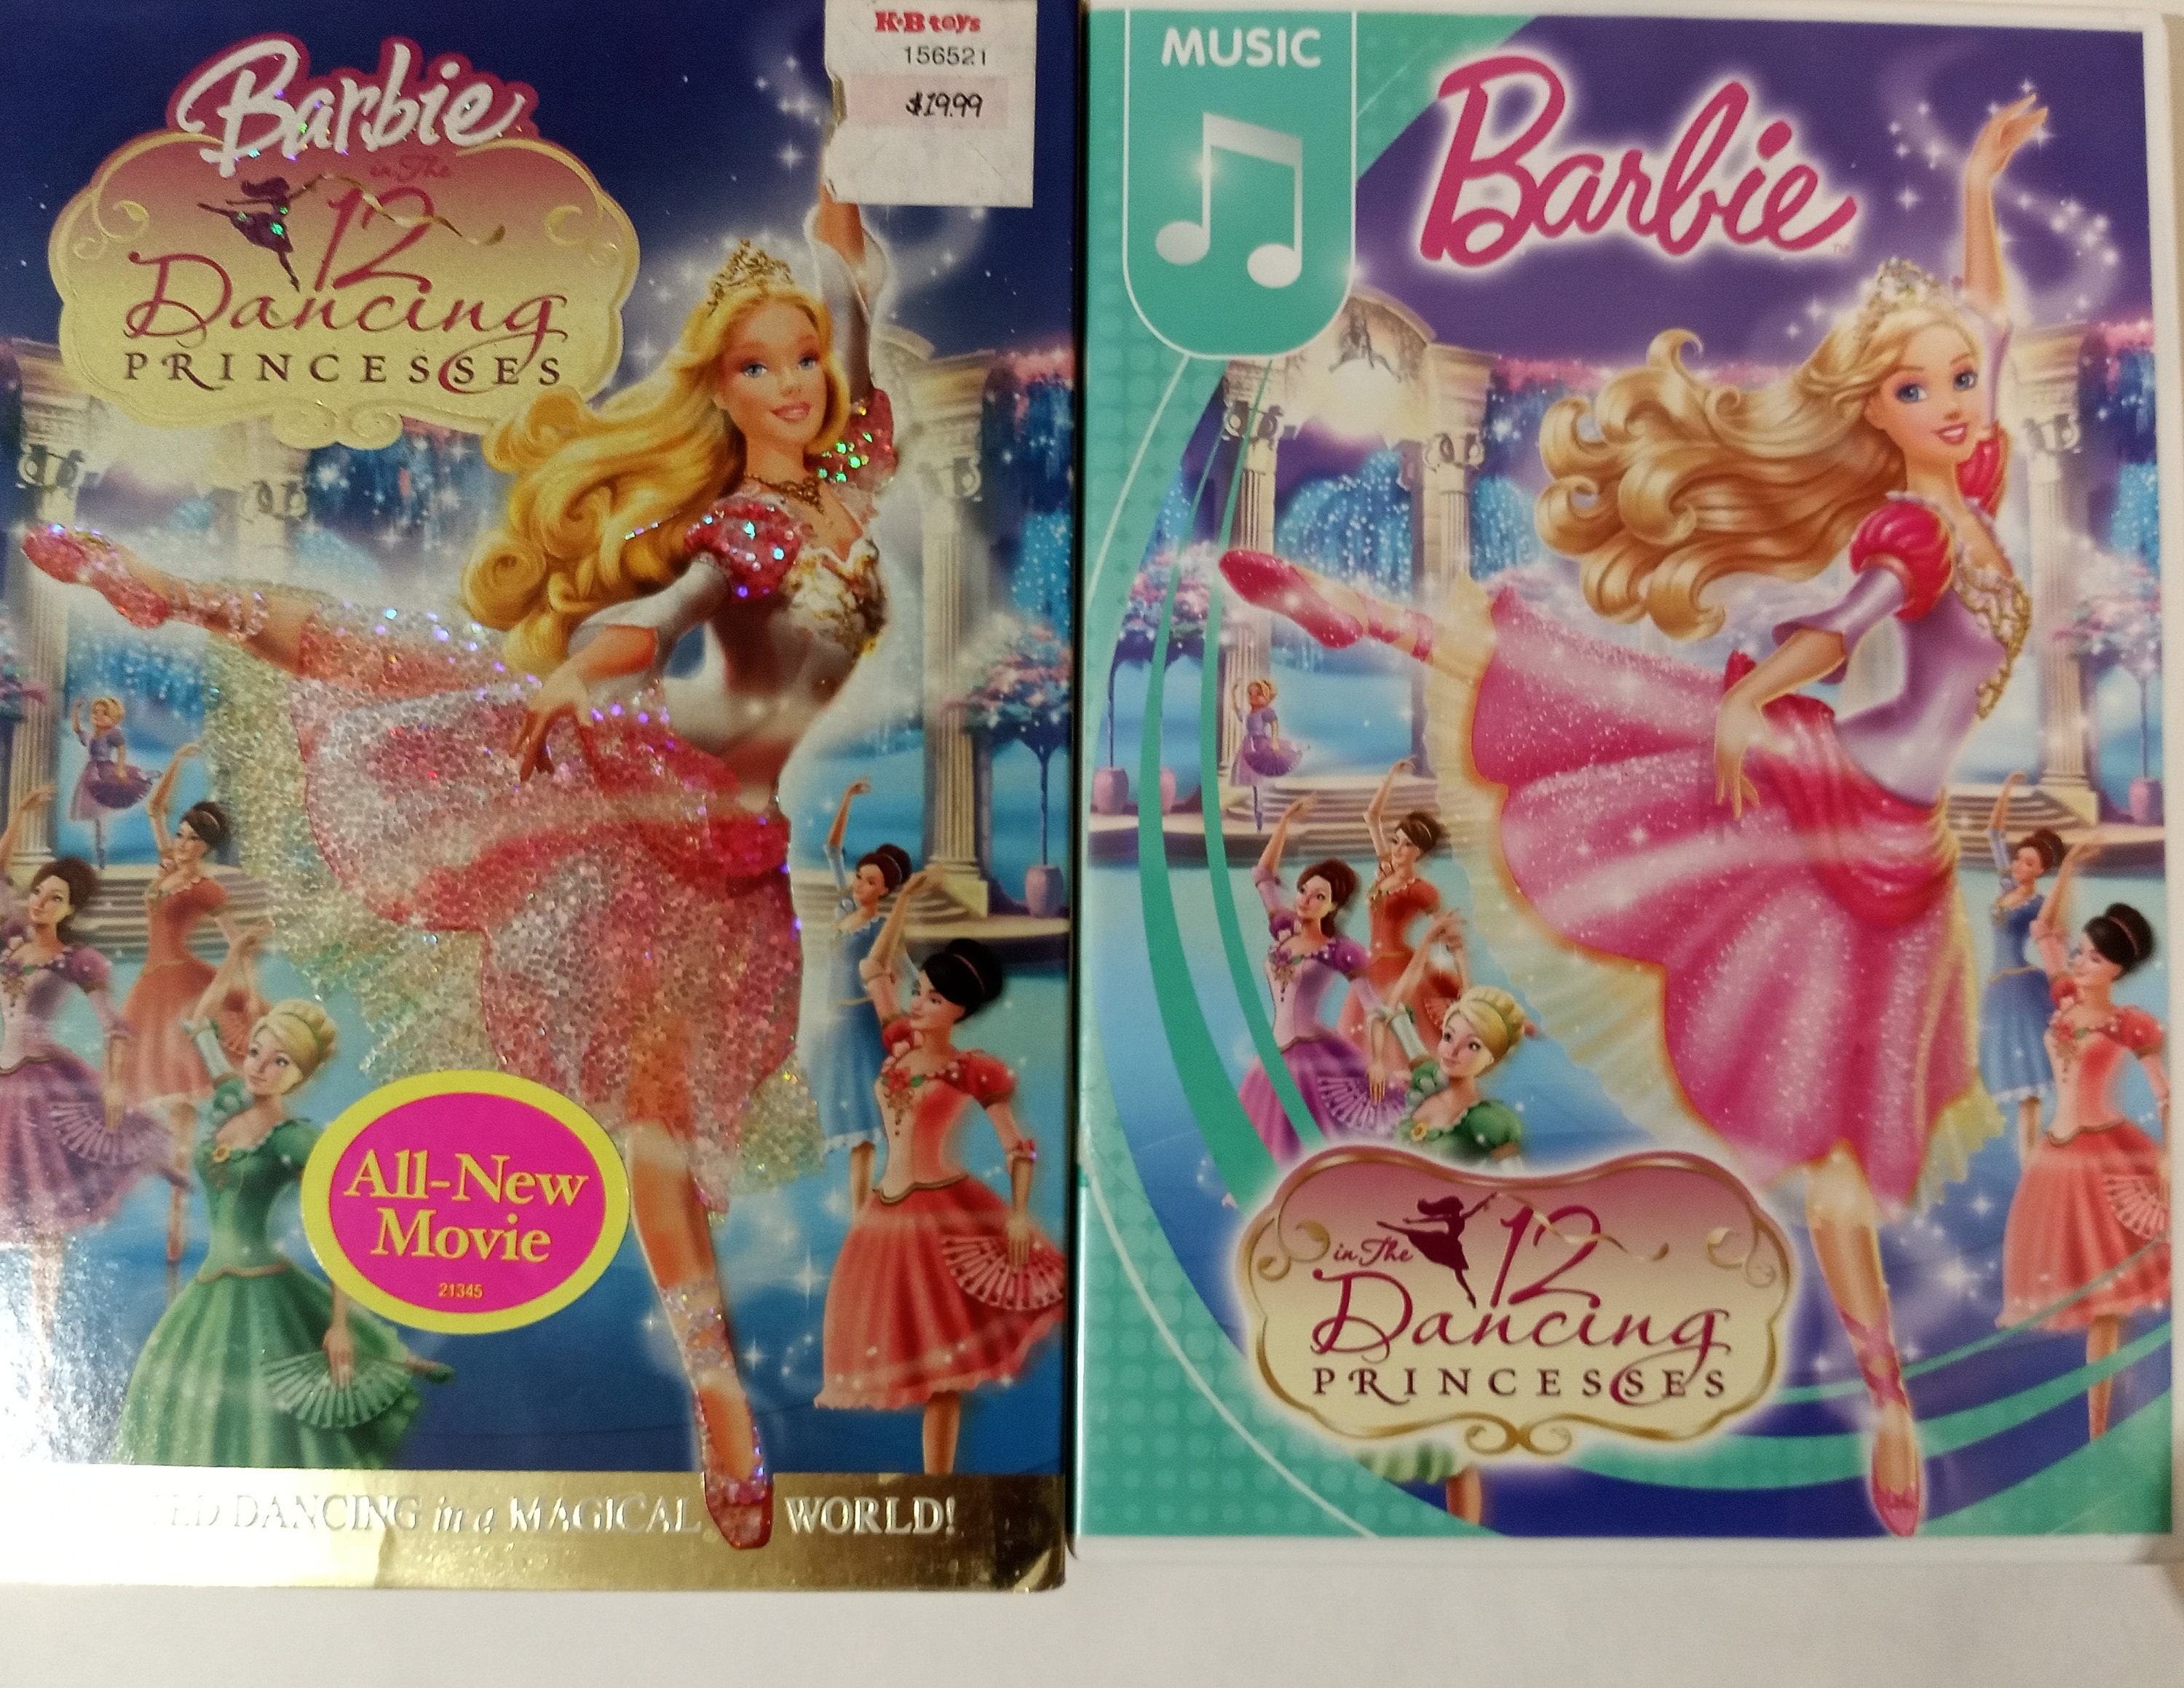 K·B toys
156521
$19.99
Barbie
in The
12
Dancing
PRINCESSES
All-New
Movie
21345
DANCING in a MAGICAL WORLD!
MUSIC
Barbie
TM
in The 12
Dancing
PRINCESSES